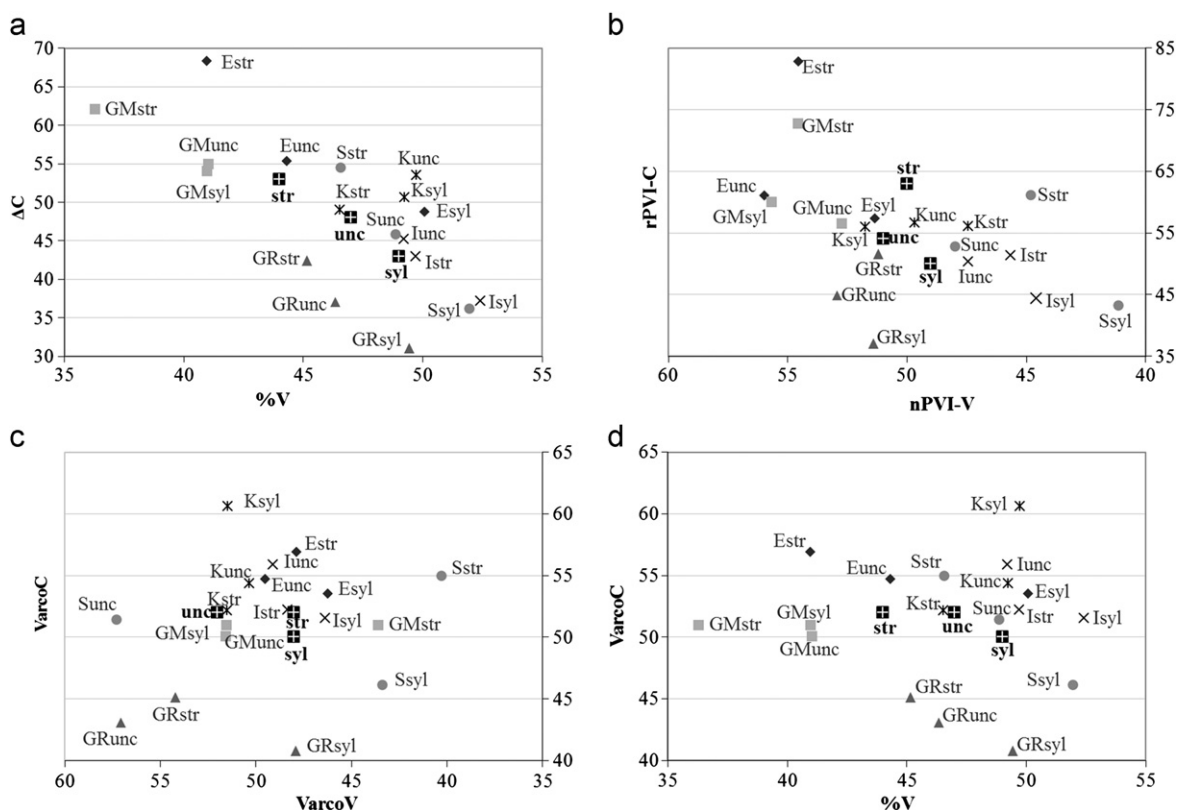 a
70
65
60
55
50
45
40
35
30
ΔC
35
40
45
50
55
%V
Estr
GMstr
GMunc
GMsyl
Eunc
str
Sstr
Kstr
unc
Kunc
Ksyl
Esyl
Sunc
Iunc
syl
Istr
GRstr
GRunc
GRsyl
Ssyl
Isyl
b
85
75
65
55
45
35
rPVI-C
60
55
50
45
40
nPVI-V
Estr
GMstr
str
Eunc
GMsyl
GMunc
Esyl
Ksyl
unc
Kunc
Kstr
Sstr
GRstr
Sunc
syl
Iunc
Istr
GRunc
Isyl
Ssyl
GRsyl
c
65
60
55
50
45
40
VarcoC
60
55
50
45
40
35
VarcoV
Ksyl
Estr
Iunc
Kunc
Eunc
Esyl
Sstr
Sunc
Kstr
unc
Istr
str
Isyl
GMsyl
GMunc
GMstr
syl
Ssyl
GRstr
GRunc
GRsyl
d
65
60
55
50
45
40
VarcoC
35
40
45
50
55
%V
Ksyl
Estr
Eunc
Sstr
Iunc
Kunc
Esyl
GMstr
GMsyl
GMunc
str
Kstr
unc
Sunc
Istr
Isyl
syl
Ssyl
GRstr
GRunc
GRsyl